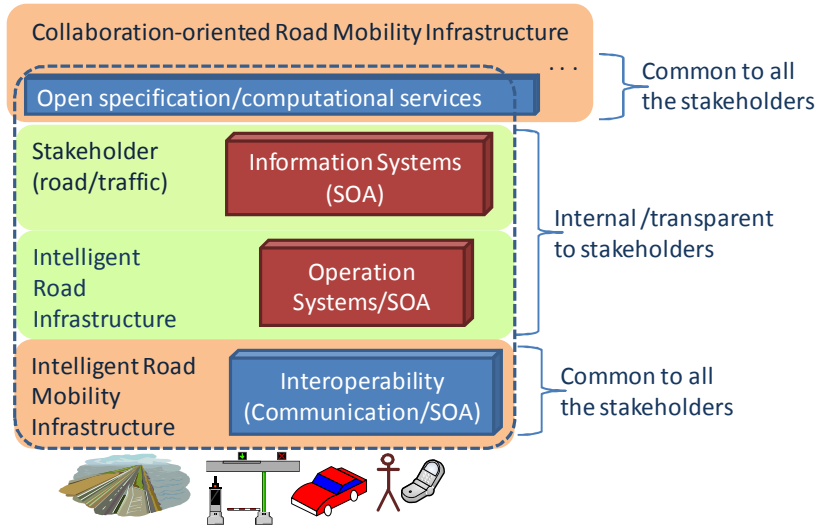 Collaboration-oriented Road Mobility Infrastructure
. . .
Open specification/computational services
Common to all
the stakeholders
Stakeholder
(road/traffic)
Information Systems
(SOA)
Internal /transparent
to stakeholders
Intelligent
Road
Infrastructure
Operation
Systems/SOA
Intelligent Road
Mobility
Infrastructure
Interoperability
(Communication/SOA)
Common to all
the stakeholders